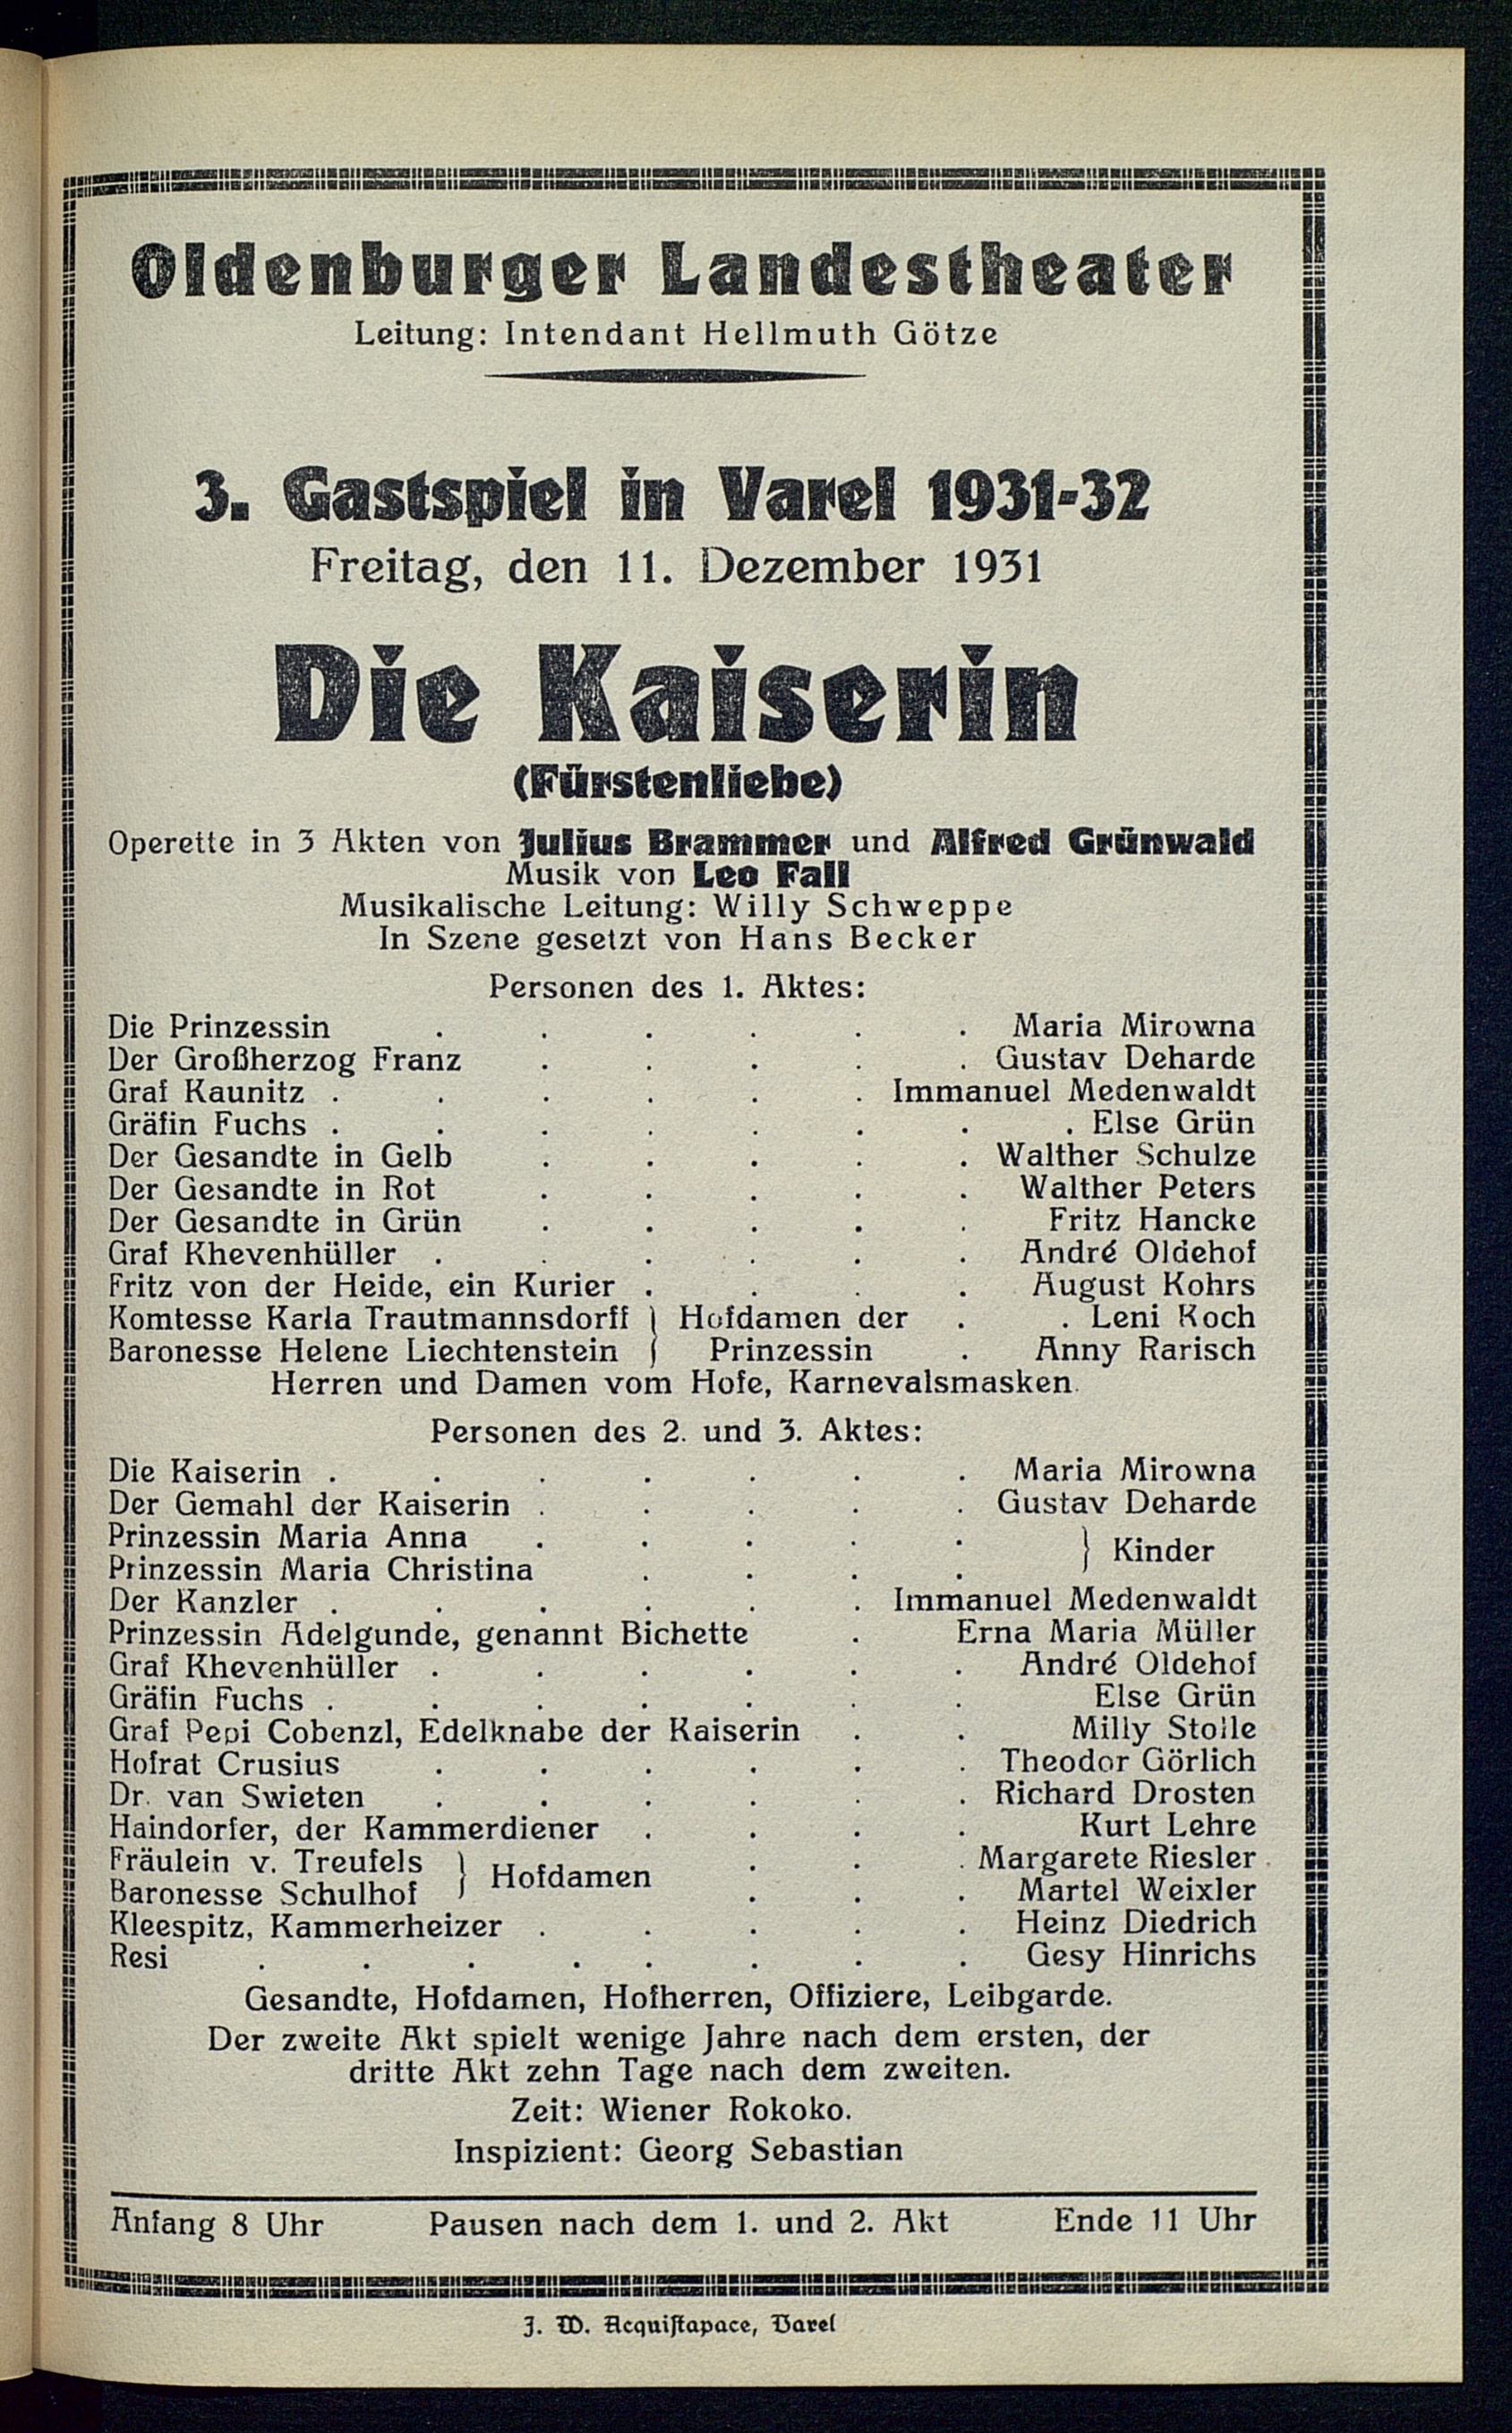 Oldenburger Landestheater
Leitung: Intendant Hellmuth Götze
3. Gastspiel in Varel 1931-32
Freitag, den 11. Dezember 1931
Die Kaiserin
(Fürstenliebe)
Operette in 3 Akten von Julius Brammer und Alfred Grünwald
Musik von Leo Fall
Musikalische Leitung: Willy Schweppe
In Szene gesetzt von Hans Becker
Personen des 1. Aktes:
Die Prinzessin . . . . . . Maria Mirowna
Der Großherzog Franz . . . . . Gustav Deharde
Graf Kaunitz . . . . . . Immanuel Medenwaldt
Gräfin Fuchs . . . . . . . . Else Grün
Der Gesandte in Gelb . . . . . Walther Schulze
Der Gesandte in Rot . . . . . Walther Peters
Der Gesandte in Grün . . . . . Fritz Hancke
Graf Khevenhüller . . . . . . André Oldehof
Fritz von der Heide, ein Kurier . . . . August Kohrs
Komtesse Karla Trautmannsdorff } Hofdamen der . . Leni Koch
Baronesse Helene Liechtenstein } Prinzessin . Anny Rarisch
Herren und Damen vom Hofe, Karnevalsmasken.
Personen des 2. und 3. Aktes:
Die Kaiserin . . . . . . . Maria Mirowna
Der Gemahl der Kaiserin . . . . . Gustav Deharde
Prinzessin Maria Anna . . . . . } Kinder
Prinzessin Maria Christina . . . .
Der Kanzler . . . . . . Immanuel Medenwaldt
Prinzessin Adelgunde, genannt Bichette . Erna Maria Müller
Graf Khevenhüller . . . . . . André Oldehof
Gräfin Fuchs . . . . . . . Else Grün
Graf Pepi Cobenzl, Edelknabe der Kaiserin . . Milly Stolle
Hofrat Crusius . . . . . . Theodor Görlich
Dr. van Swieten . . . . . . Richard Drosten
Haindorfer, der Kammerdiener . . . . Kurt Lehre
Fräulein v. Treufels } Hofdamen . . . Margarete Riesler
Baronesse Schulhof . . . Martel Weixler
Kleespitz, Kammerheizer . . . . . Heinz Diedrich
Resi . . . . . . . . Gesy Hinrichs
Gesandte, Hofdamen, Hofherren, Offiziere, Leibgarde.
Der zweite Akt spielt wenige Jahre nach dem ersten, der
dritte Akt zehn Tage nach dem zweiten.
Zeit: Wiener Rokoko.
Inspizient: Georg Sebastian
Anfang 8 Uhr Pausen nach dem 1. und 2. Akt Ende 11 Uhr
J. W. Acquistapace, Varel